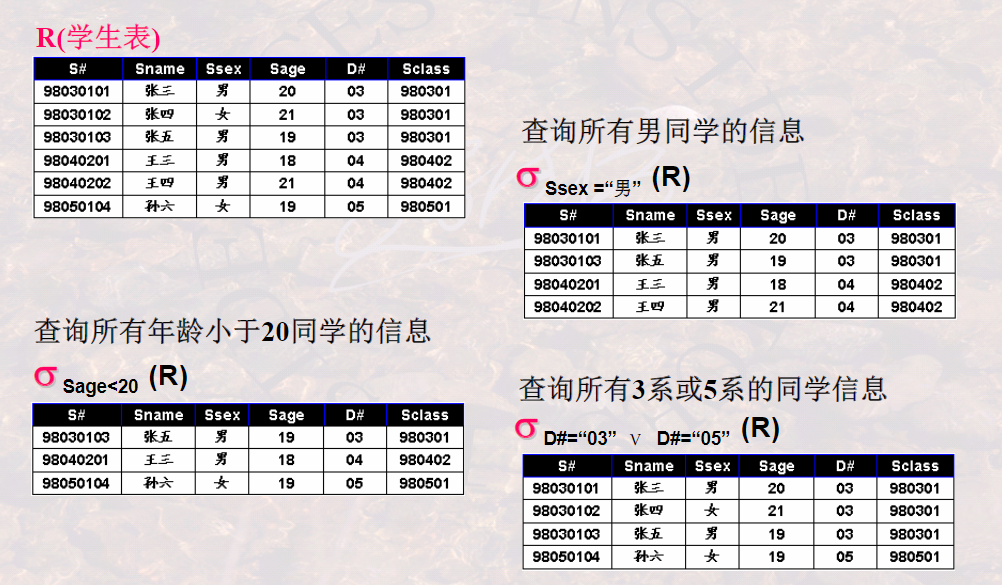 R(学生表)
S# Sname Ssex Sage D# Sclass
98030101 张三 男 20 03 980301
98030102 张四 女 21 03 980301
98030103 张五 男 19 03 980301
98040201 王三 男 18 04 980402
98040202 王四 男 21 04 980402
98050104 孙六 女 19 05 980501
查询所有男同学的信息
σ Ssex =“男” (R)
S# Sname Ssex Sage D# Sclass
98030101 张三 男 20 03 980301
98030103 张五 男 19 03 980301
98040201 王三 男 18 04 980402
98040202 王四 男 21 04 980402
查询所有年龄小于20同学的信息
σ Sage<20 (R)
S# Sname Ssex Sage D# Sclass
98030103 张五 男 19 03 980301
98040201 王三 男 18 04 980402
98050104 孙六 女 19 05 980501
查询所有3系或5系的同学信息
σ D#=“03” ∨ D#=“05” (R)
S# Sname Ssex Sage D# Sclass
98030101 张三 男 20 03 980301
98030102 张四 女 21 03 980301
98030103 张五 男 19 03 980301
98050104 孙六 女 19 05 980501